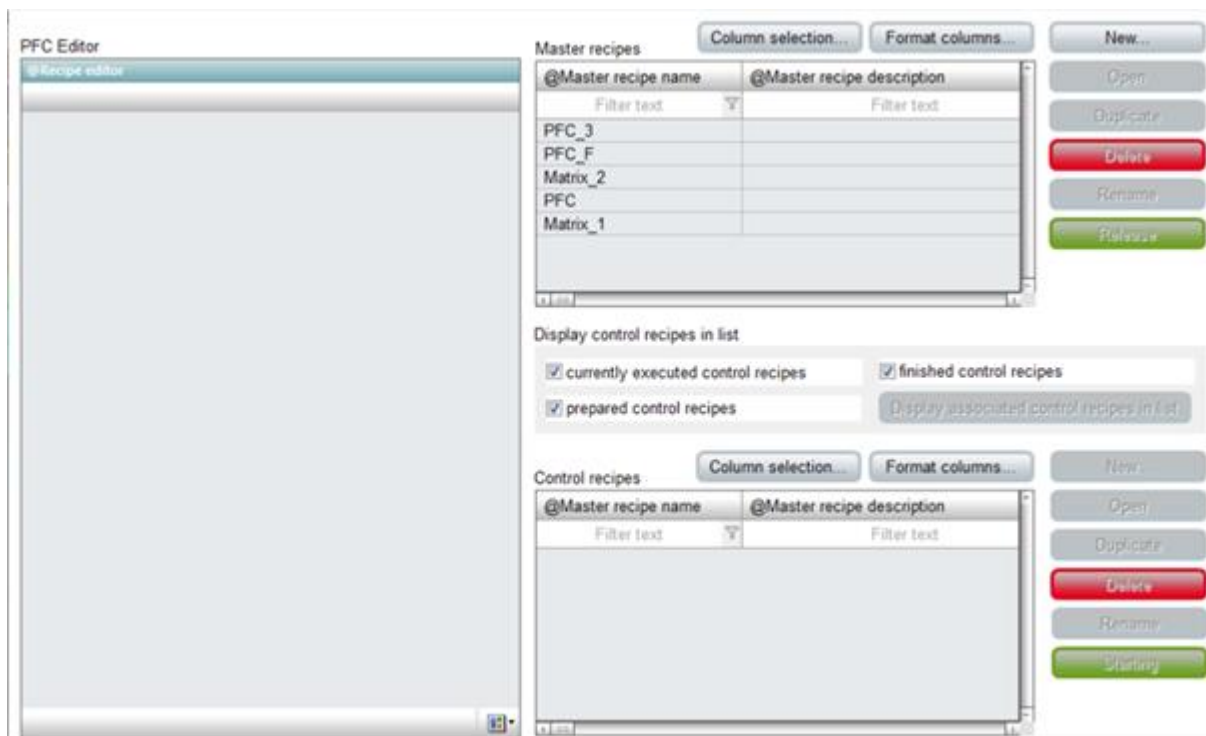 PFC Editor
@Recipe editor
Master recipes
Column selection...
Format columns...
New...
@Master recipe name
@Master recipe description
Open
Filter text
Filter text
Duplicate
PFC_3
PFC_F
Delete
Matrix_2
PFC
Rename
Matrix_1
Release
Display control recipes in list
currently executed control recipes
finished control recipes
prepared control recipes
Display associated control recipes in list
Control recipes
Column selection...
Format columns...
New
@Master recipe name
@Master recipe description
Open
Filter text
Filter text
Duplicate
Delete
Rename
Starting